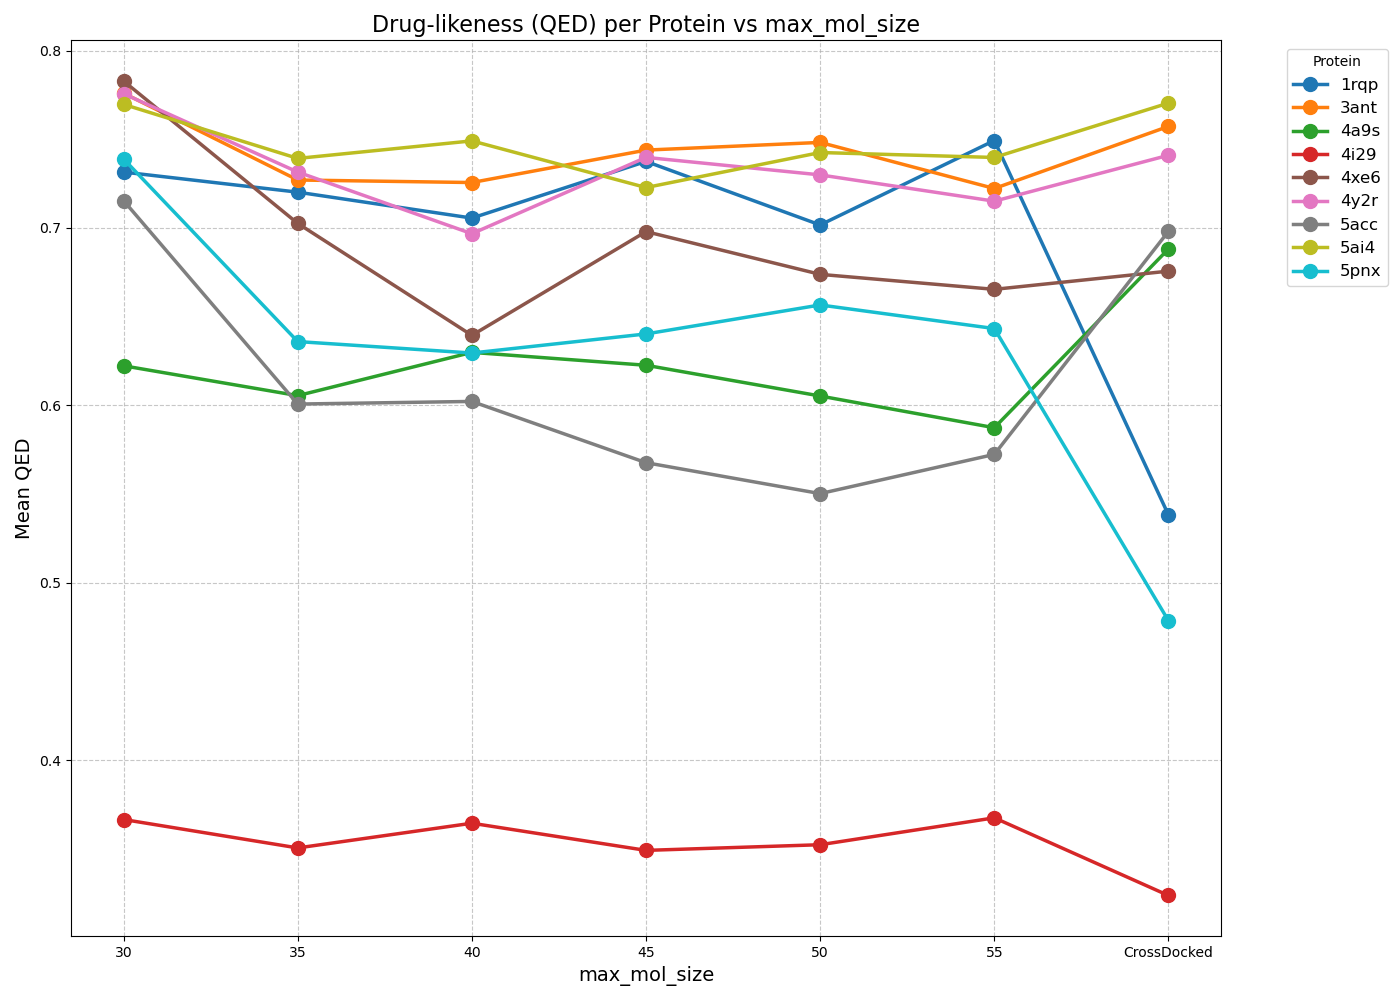 Drug-likeness (QED) per Protein vs max_mol_size
Mean QED
0.8
0.7
0.6
0.5
0.4
30
35
40
45
50
55
CrossDocked
max_mol_size
Protein
1rqp
3ant
4a9s
4i29
4xe6
4y2r
5acc
5ai4
5pnx